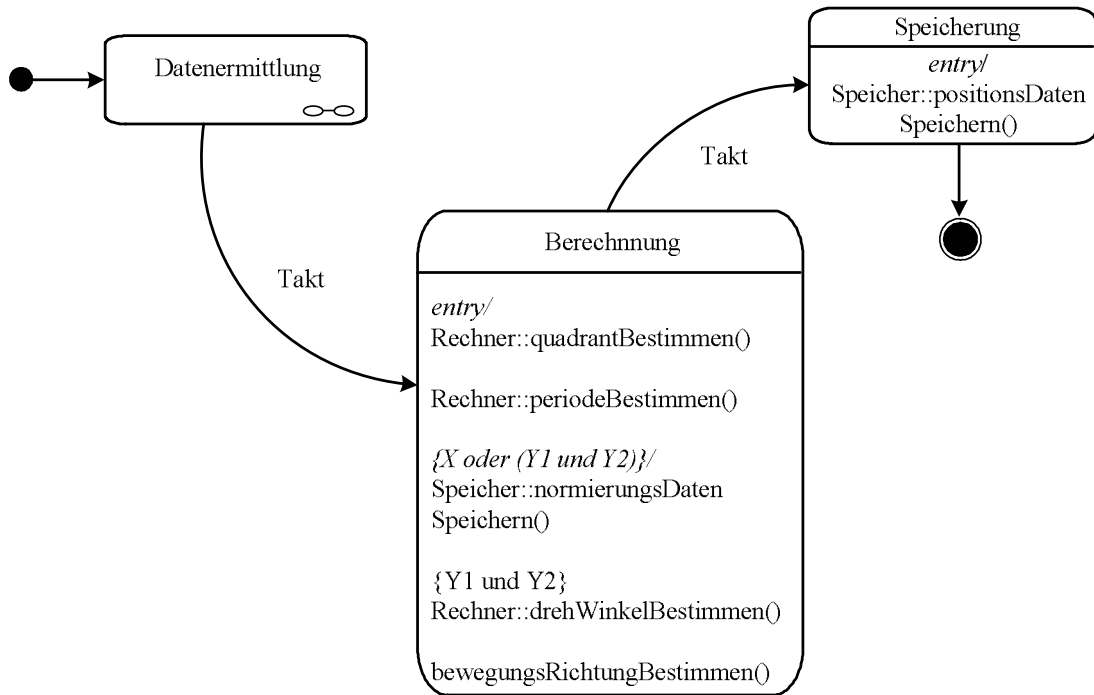 Datenermittlung
Takt
Berechnnung
entry/
Rechner::quadrantBestimmen()
Rechner::periodeBestimmen()
{X oder (Y1 und Y2)}/
Speicher::normierungsDaten
Speichern()
{Y1 und Y2}
Rechner::drehWinkelBestimmen()
bewegungsRichtungBestimmen()
Takt
Speicherung
entry/
Speicher::positionsDaten
Speichern()